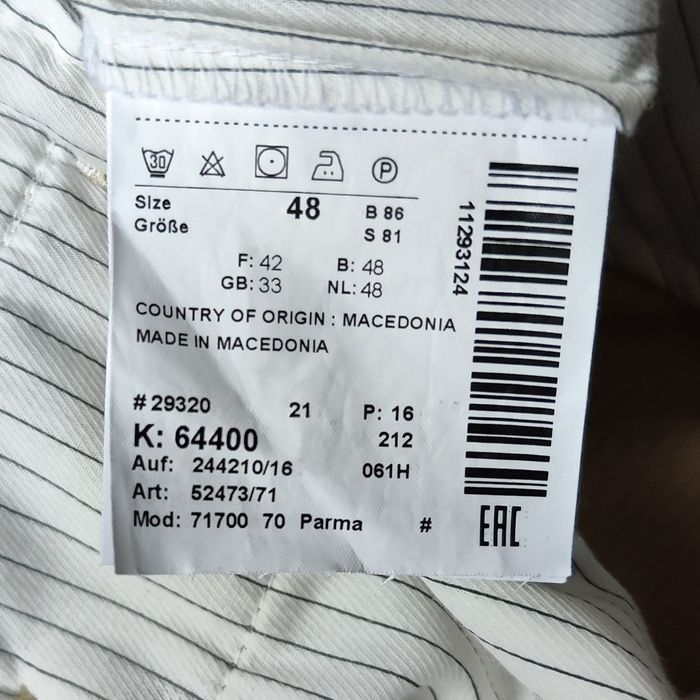 30
P
Size 48 B 86
Größe S 81
F: 42 B: 48
GB: 33 NL: 48
COUNTRY OF ORIGIN : MACEDONIA
MADE IN MACEDONIA
# 29320 21 P: 16
K: 64400 212
Auf: 244210/16 061H
Art: 52473/71
Mod: 71700 70 Parma #
11293124
EAC